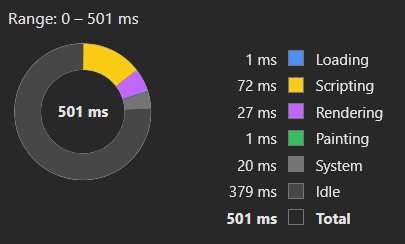 Range: 0 – 501 ms
501 ms
1 ms Loading
72 ms Scripting
27 ms Rendering
1 ms Painting
20 ms System
379 ms Idle
501 ms Total